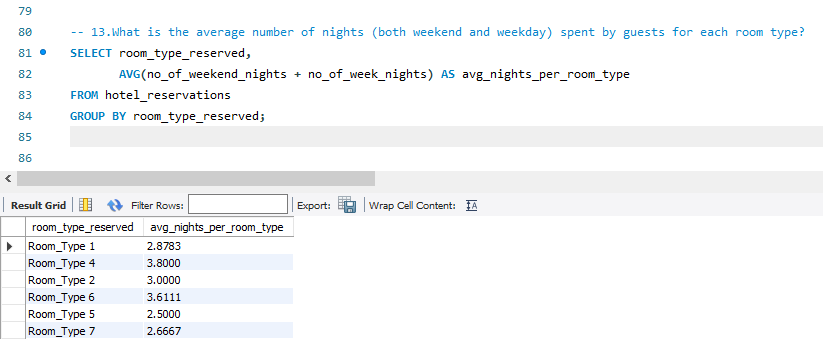 79
80 -- 13.What is the average number of nights (both weekend and weekday) spent by guests for each room type?
81 SELECT room_type_reserved,
82 AVG(no_of_weekend_nights + no_of_week_nights) AS avg_nights_per_room_type
83 FROM hotel_reservations
84 GROUP BY room_type_reserved;
85
86
Result Grid Filter Rows: Export: Wrap Cell Content: IA
room_type_reserved avg_nights_per_room_type
Room_Type 1 2.8783
Room_Type 4 3.8000
Room_Type 2 3.0000
Room_Type 6 3.6111
Room_Type 5 2.5000
Room_Type 7 2.6667